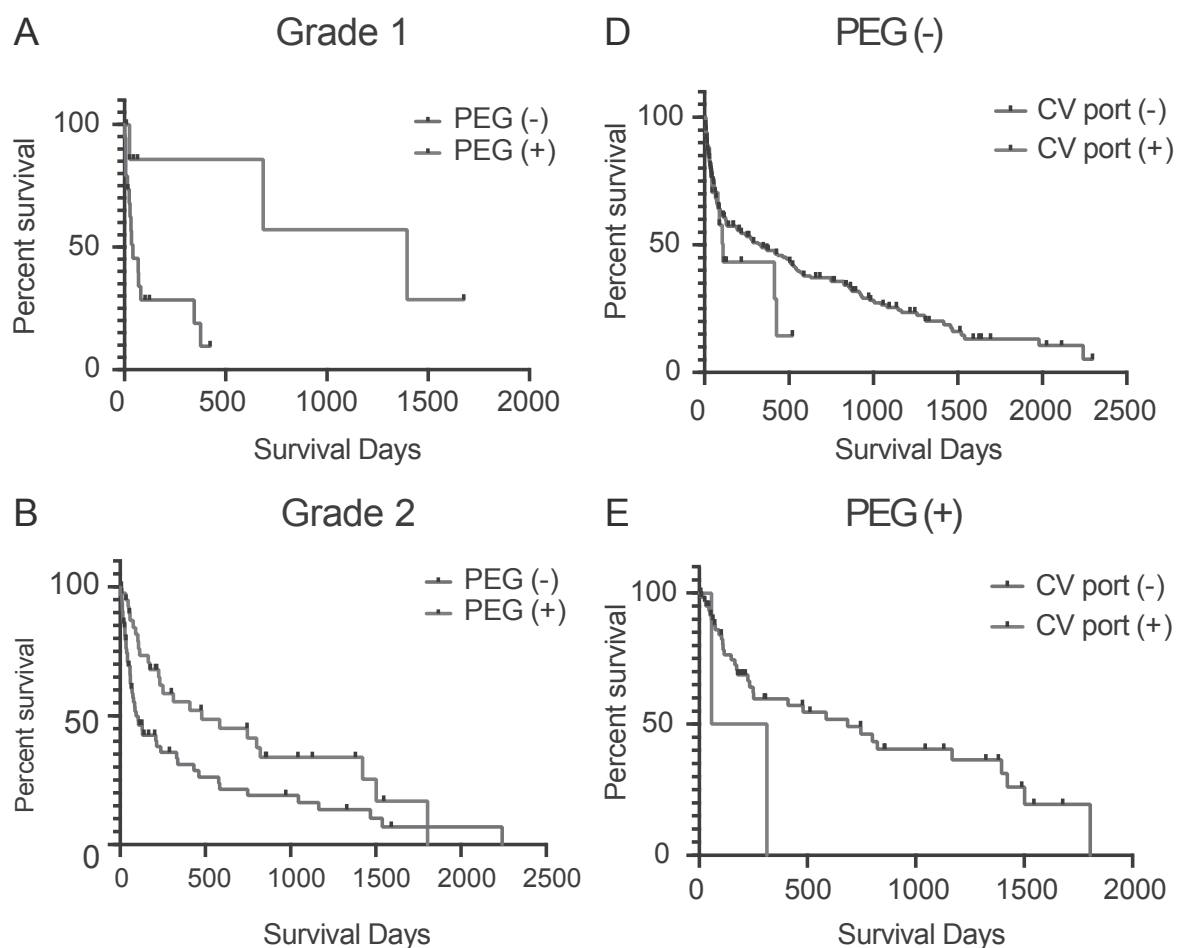 A
Grade 1
Percent survival
100
50
0
PEG (-)
PEG (+)
0 500 1000 1500 2000
Survival Days
B
Grade 2
Percent survival
100
50
0
PEG (-)
PEG (+)
0 500 1000 1500 2000 2500
Survival Days
D
PEG (-)
Percent survival
100
50
0
CV port (-)
CV port (+)
0 500 1000 1500 2000 2500
Survival Days
E
PEG (+)
Percent survival
100
50
0
CV port (-)
CV port (+)
0 500 1000 1500 2000
Survival Days